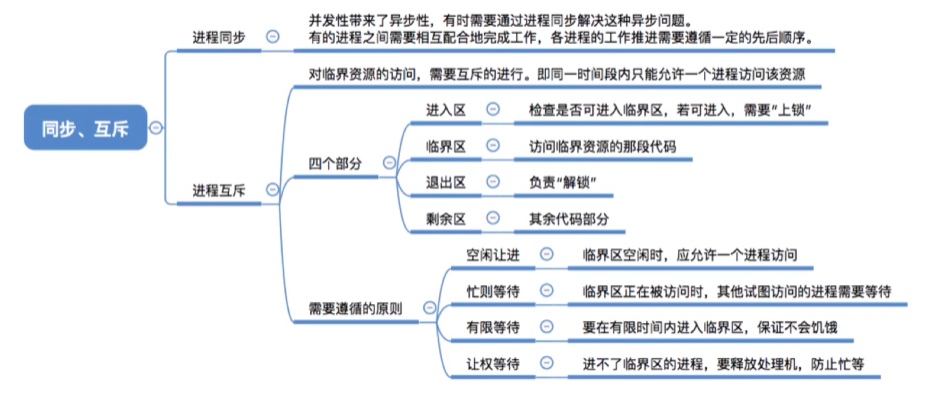 同步、互斥
进程同步
并发性带来了异步性，有时需要通过进程同步解决这种异步问题。
有的进程之间需要相互配合地完成工作，各进程的工作推进需要遵循一定的先后顺序。
进程互斥
对临界资源的访问，需要互斥的进行。即同一时间段内只能允许一个进程访问该资源
四个部分
进入区
检查是否可进入临界区，若可进入，需要“上锁”
临界区
访问临界资源的那段代码
退出区
负责“解锁”
剩余区
其余代码部分
需要遵循的原则
空闲让进
临界区空闲时，应允许一个进程访问
忙则等待
临界区正在被访问时，其他试图访问的进程需要等待
有限等待
要在有限时间内进入临界区，保证不会饥饿
让权等待
进不了临界区的进程，要释放处理机，防止忙等